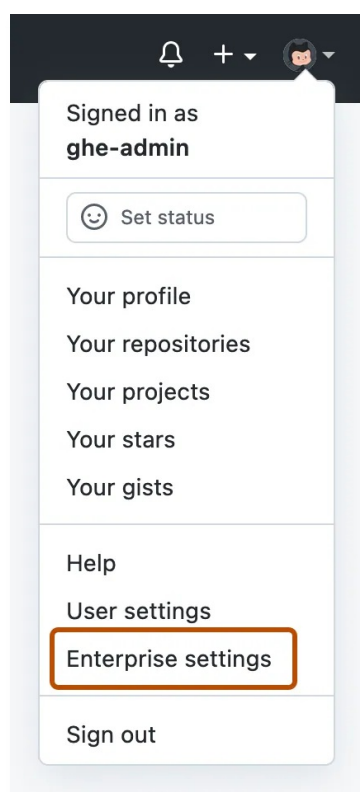 Signed in as
ghe-admin
Set status
Your profile
Your repositories
Your projects
Your stars
Your gists
Help
User settings
Enterprise settings
Sign out